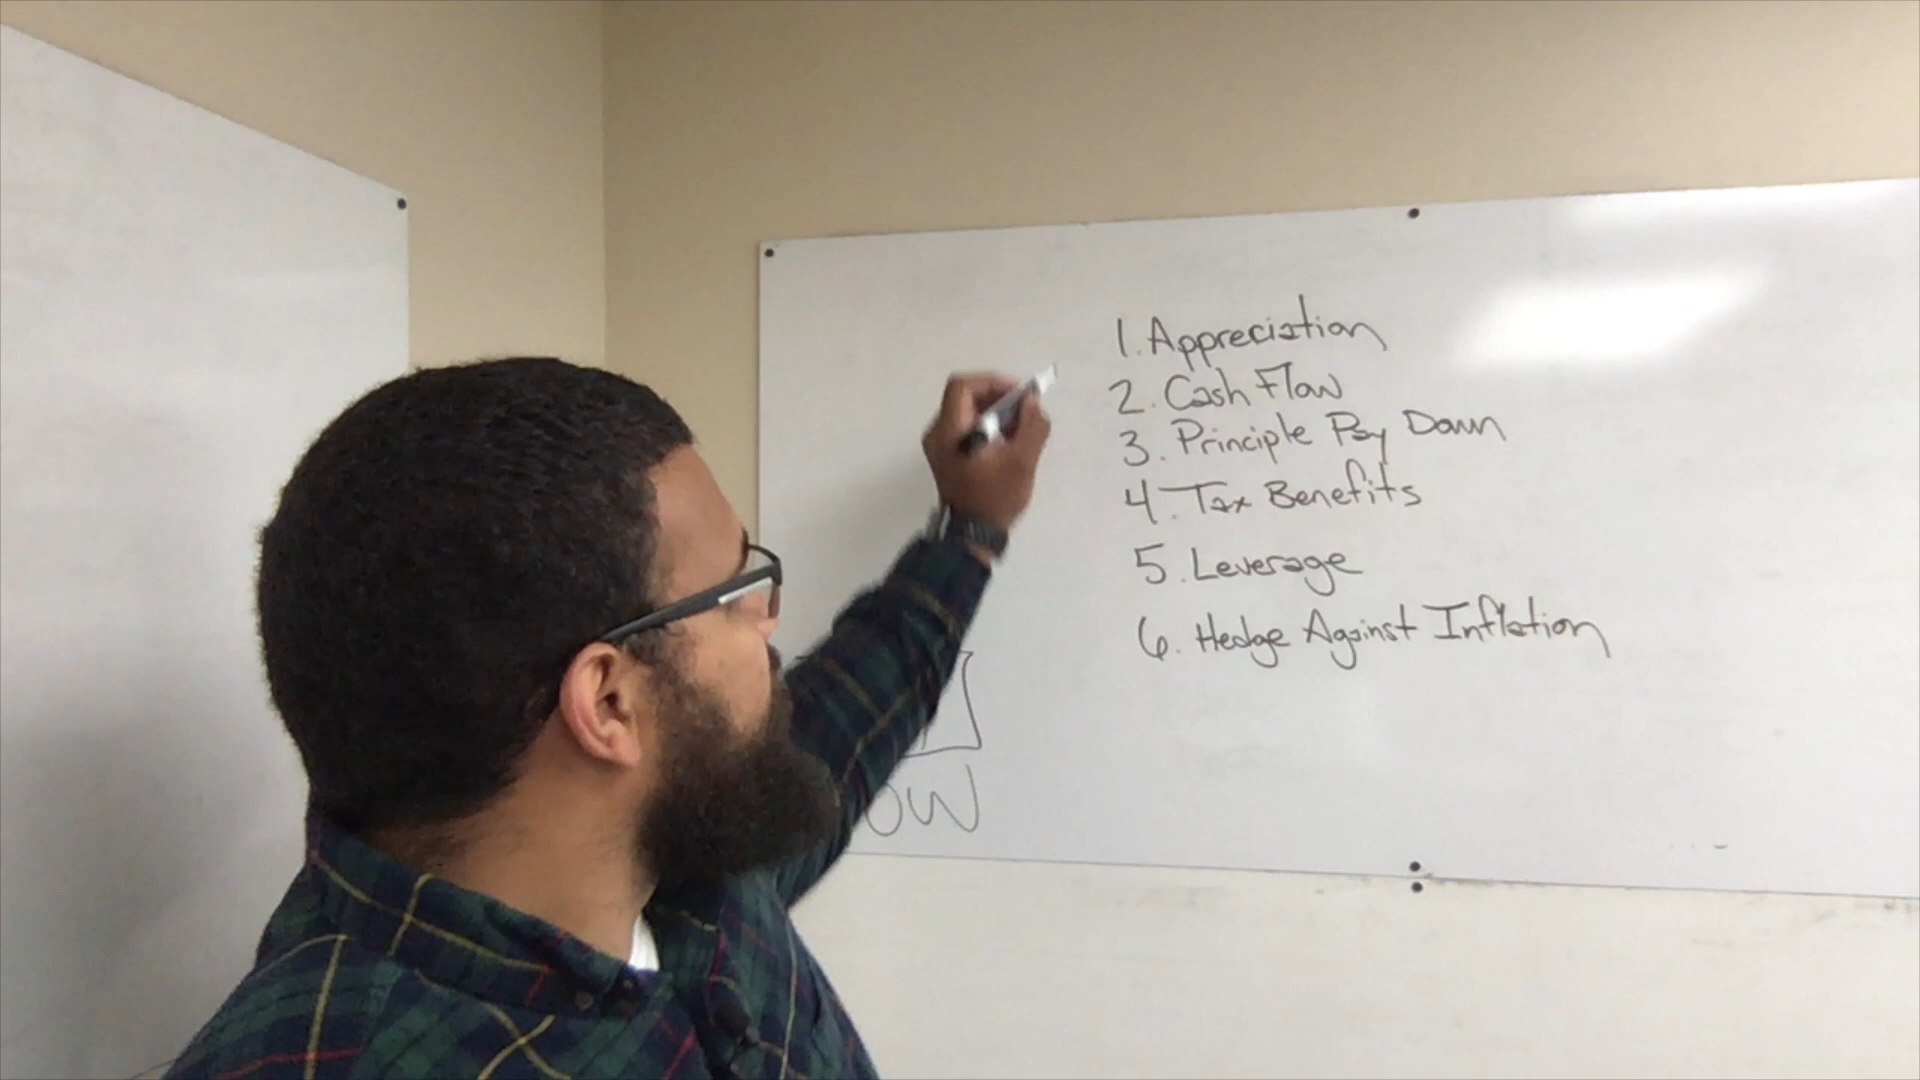 1. Appreciation
2. Cash Flow
3. Principle Pay Down
4. Tax Benefits
5. Leverage
6. Hedge Against Inflation